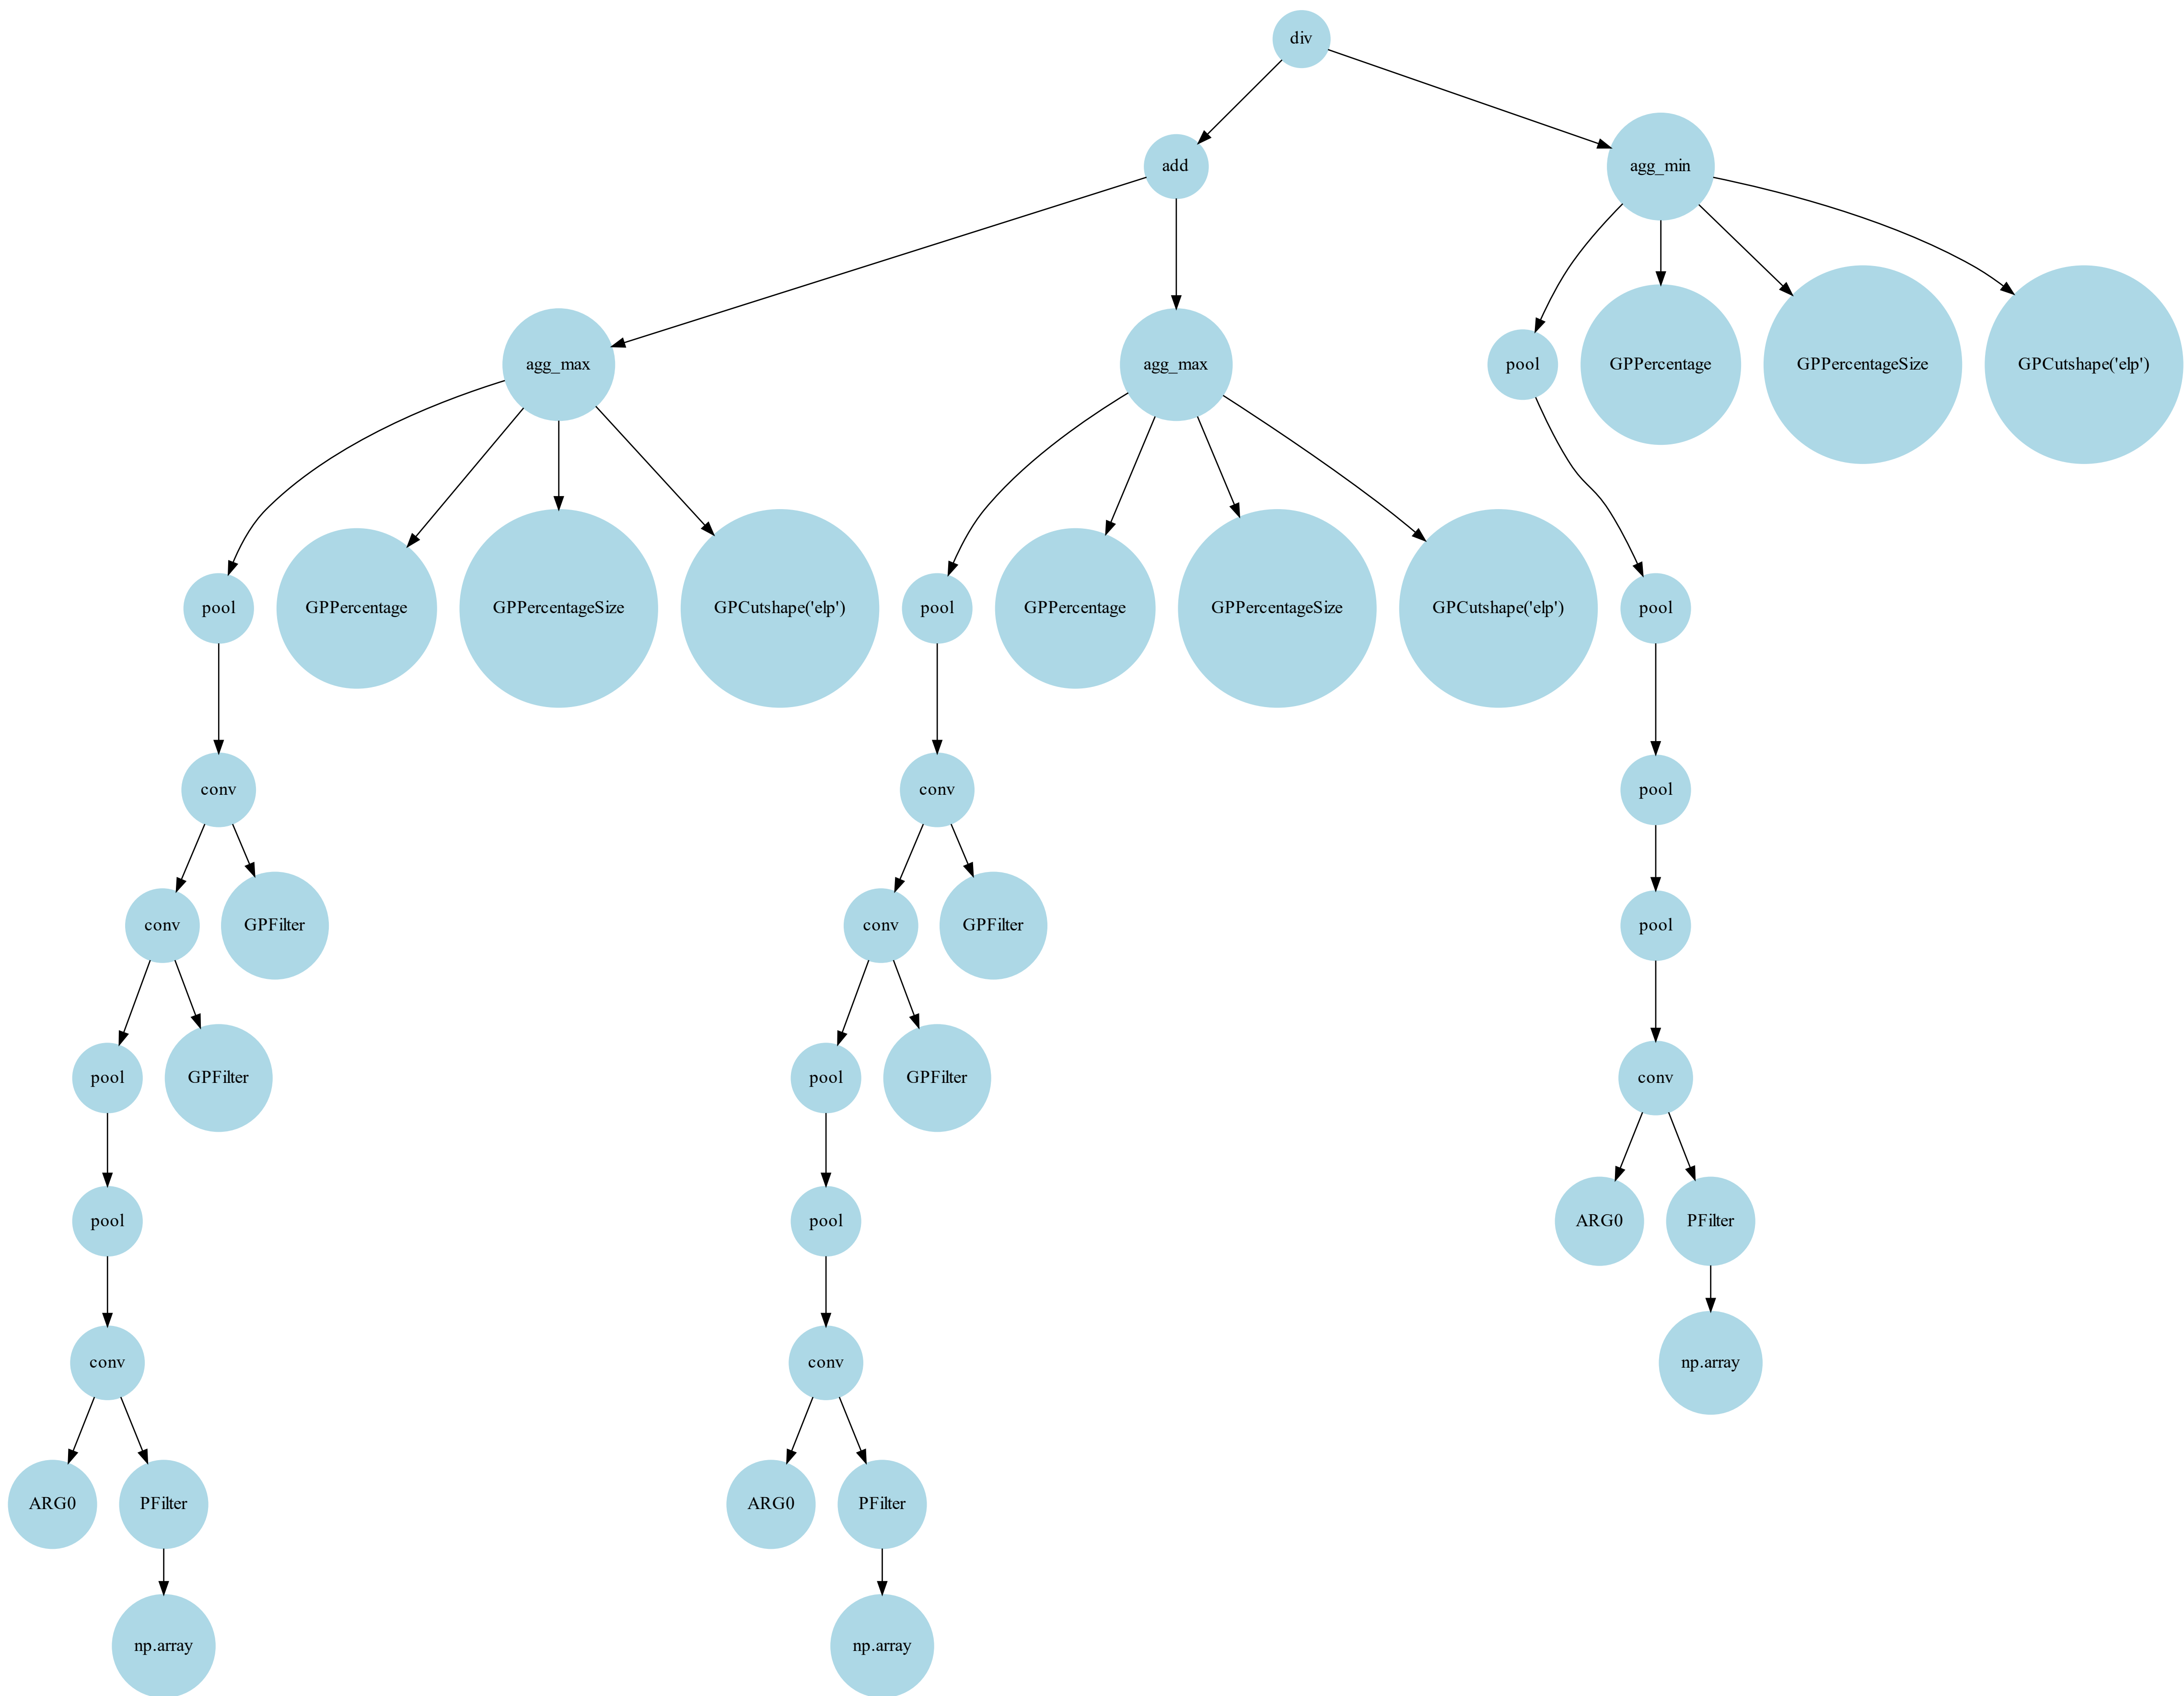 div
add
agg_min
agg_max
agg_max
pool
GPPercentage
GPPercentageSize
GPCutshape('elp')
pool
GPPercentage
GPPercentageSize
GPCutshape('elp')
pool
GPPercentage
GPPercentageSize
GPCutshape('elp')
pool
conv
conv
pool
conv
GPFilter
conv
GPFilter
pool
pool
GPFilter
pool
GPFilter
conv
pool
pool
ARG0
PFilter
conv
conv
np.array
ARG0
PFilter
ARG0
PFilter
np.array
np.array